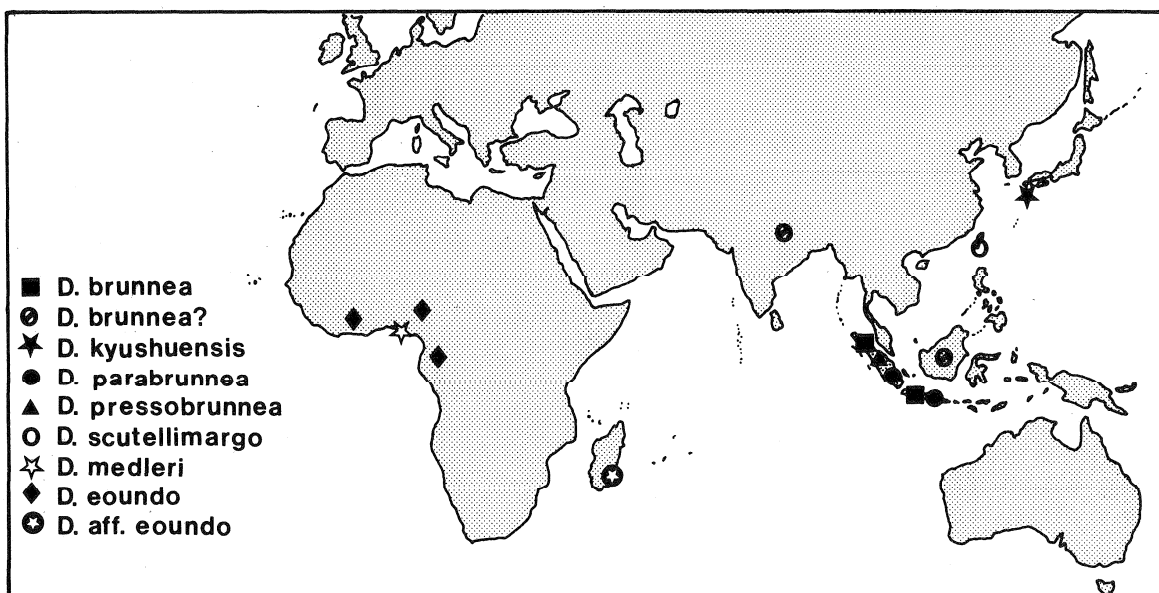 D. brunnea
D. brunnea?
D. kyushuensis
D. parabrunnea
D. pressobrunnea
D. scutellimargo
D. medleri
D. eoundo
D. aff. eoundo